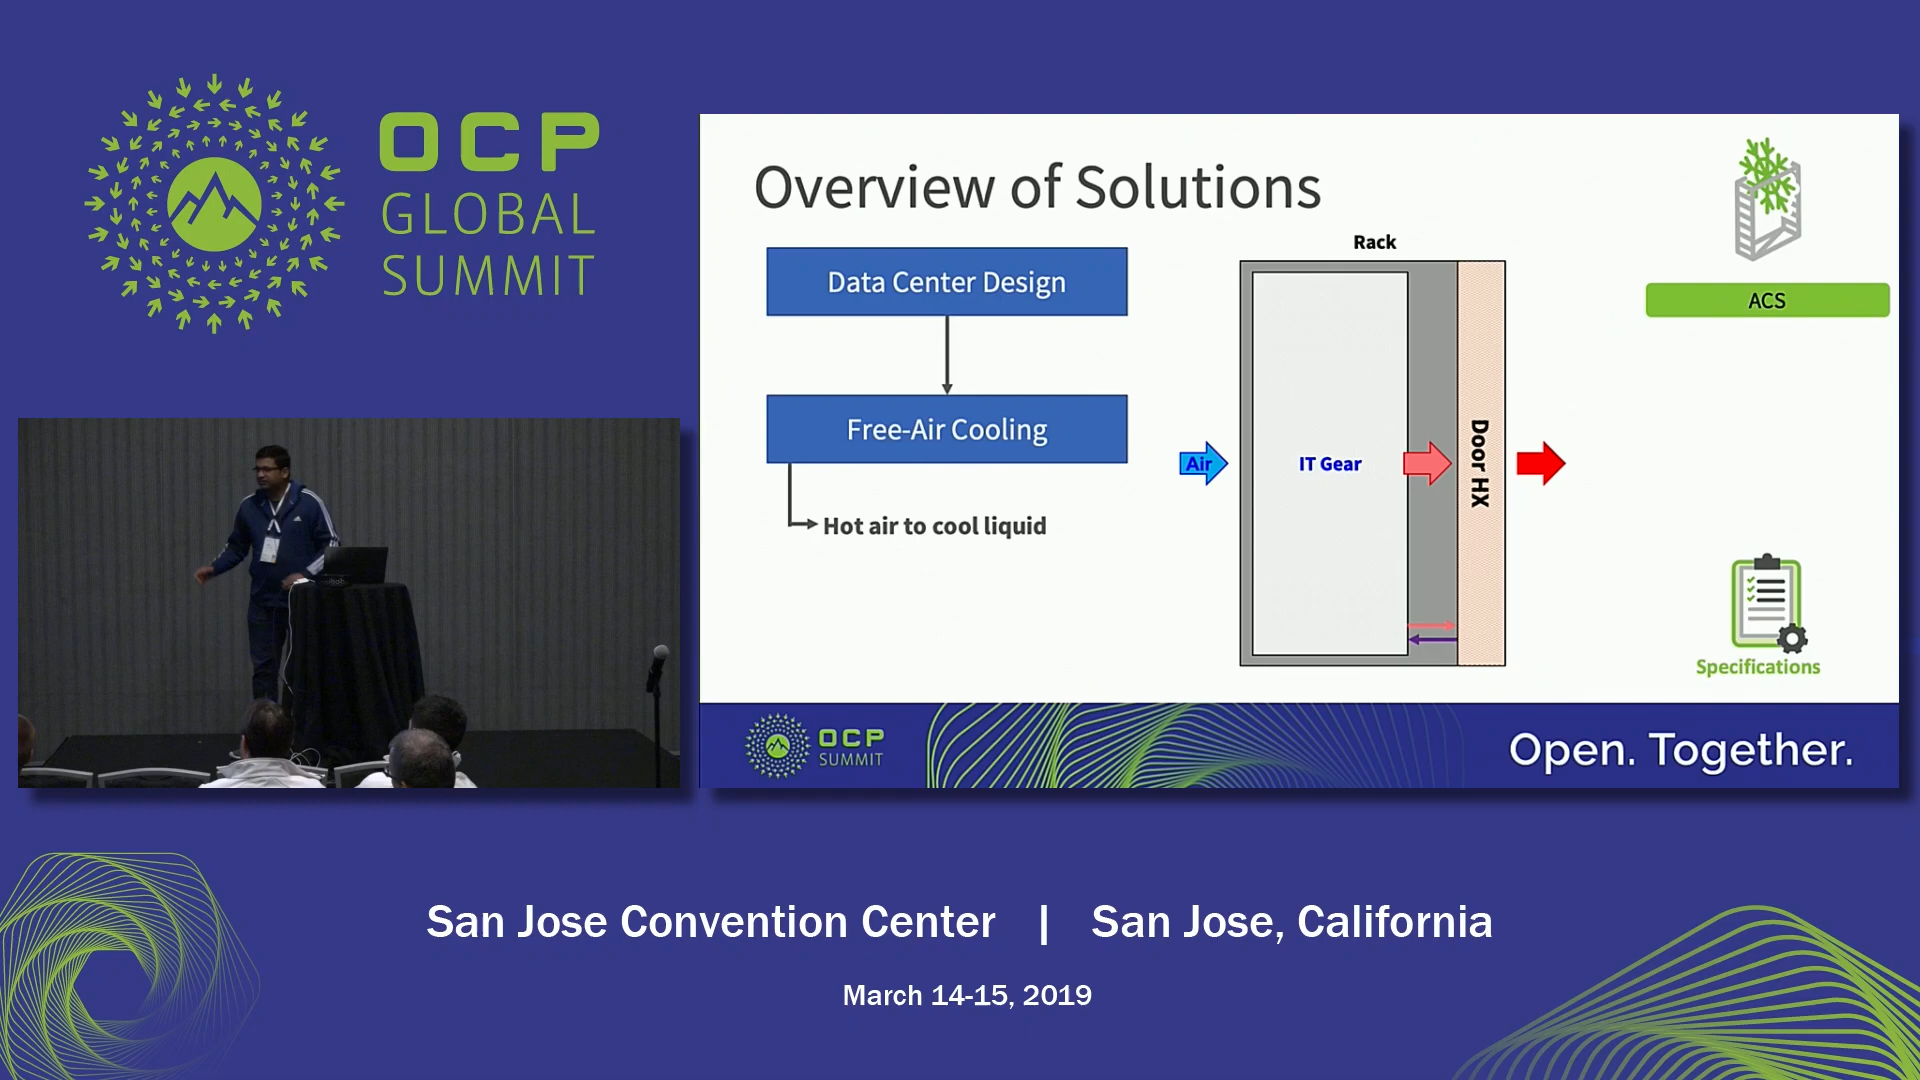 OCP
GLOBAL
SUMMIT
Overview of Solutions
Data Center Design
Free-Air Cooling
Hot air to cool liquid
Rack
Air
IT Gear
Door HX
ACS
Specifications
OCP
SUMMIT
Open. Together.
San Jose Convention Center | San Jose, California
March 14-15, 2019